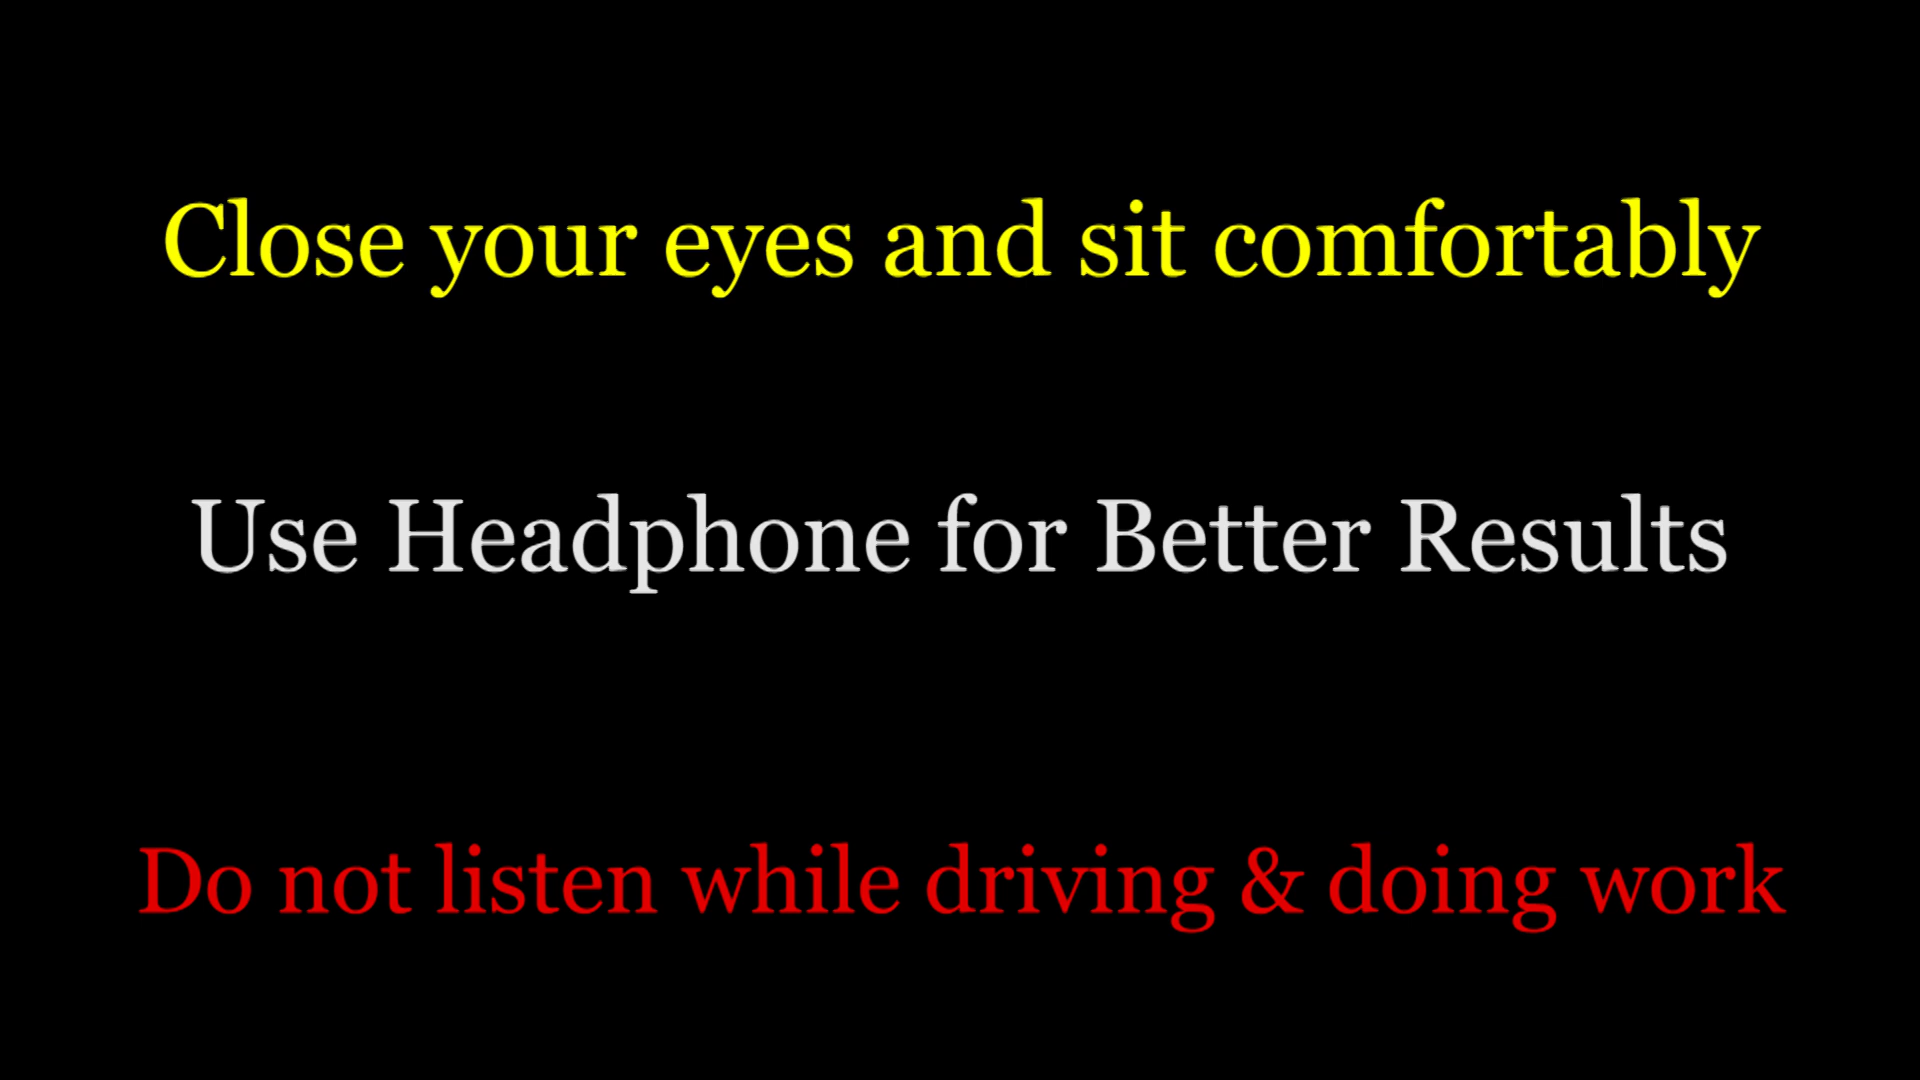 Close your eyes and sit comfortably
Use Headphone for Better Results
Do not listen while driving & doing work